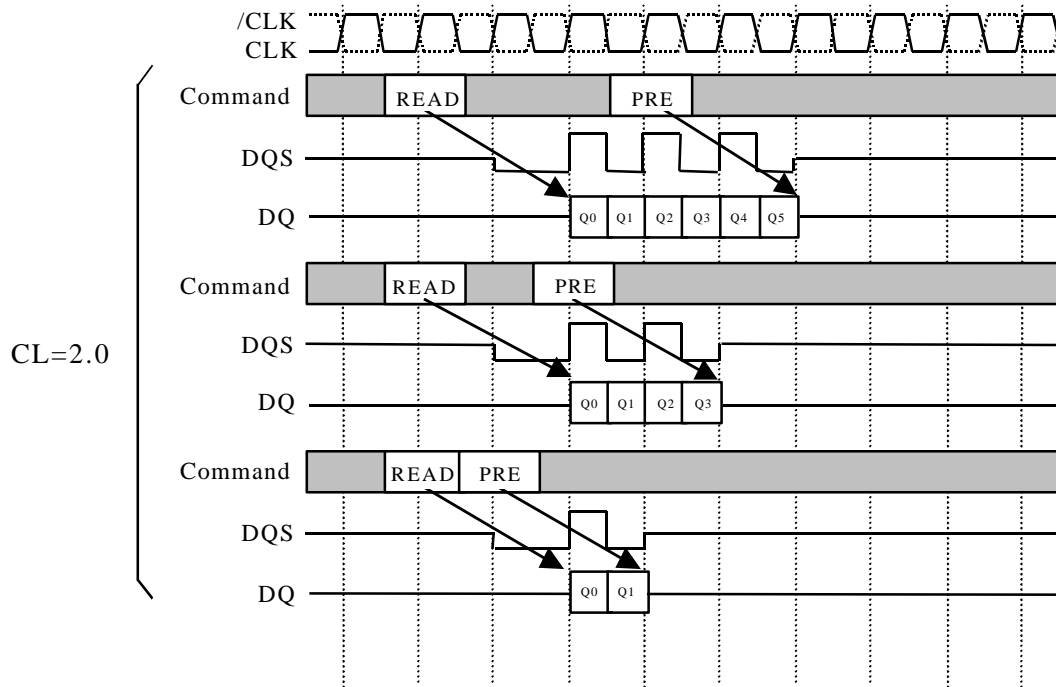 /CLK
CLK
Command READ PRE
DQS
DQ Q0 Q1 Q2 Q3 Q4 Q5
Command READ PRE
DQS
CL=2.0
DQ Q0 Q1 Q2 Q3
Command READ PRE
DQS
DQ Q0 Q1